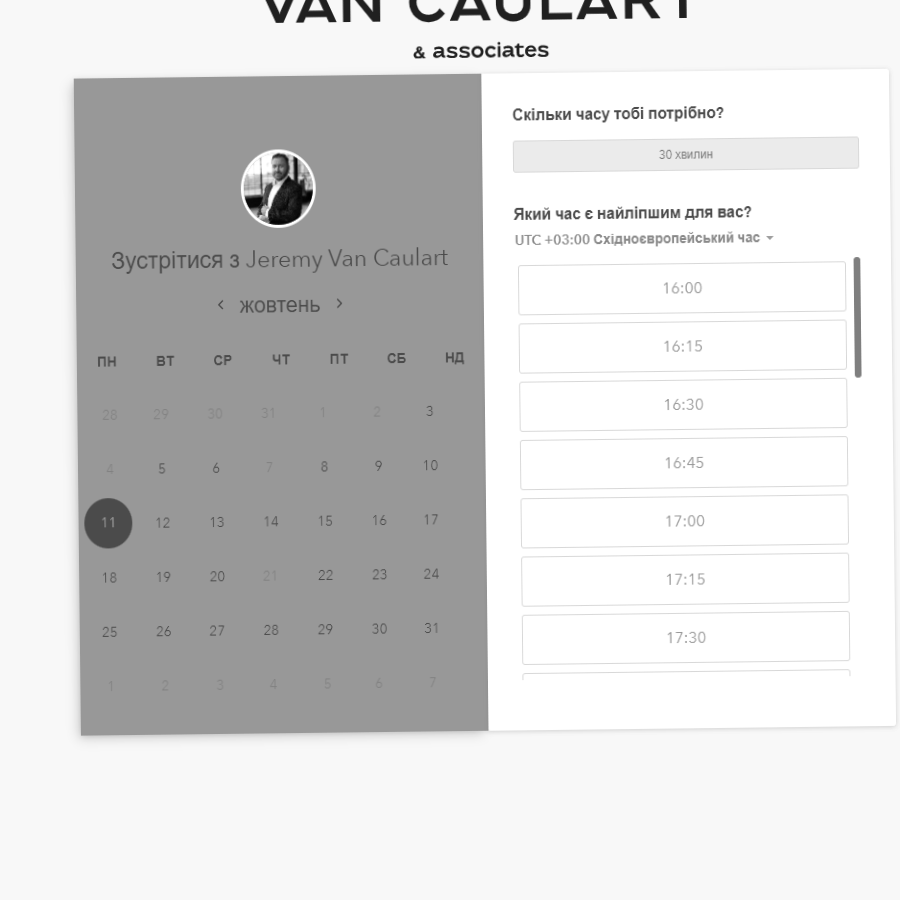 VAN CAULART
& associates
Зустрітися з Jeremy Van Caulart
жовтень
ПН ВТ СР ЧТ ПТ СБ НД
28 29 30 31 1 2 3
4 5 6 7 8 9 10
11 12 13 14 15 16 17
18 19 20 21 22 23 24
25 26 27 28 29 30 31
1 2 3 4 5 6 7
Скільки часу тобі потрібно?
30 хвилин
Який час є найліпшим для вас?
UTC +03:00 Східноєвропейський час
16:00
16:15
16:30
16:45
17:00
17:15
17:30